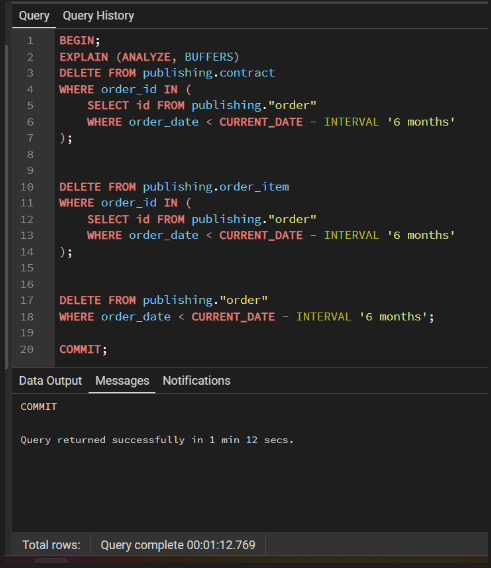 Query Query History
1 BEGIN;
2 EXPLAIN (ANALYZE, BUFFERS)
3 DELETE FROM publishing.contract
4 WHERE order_id IN (
5 SELECT id FROM publishing."order"
6 WHERE order_date < CURRENT_DATE - INTERVAL '6 months'
7 );
8
9
10 DELETE FROM publishing.order_item
11 WHERE order_id IN (
12 SELECT id FROM publishing."order"
13 WHERE order_date < CURRENT_DATE - INTERVAL '6 months'
14 );
15
16
17 DELETE FROM publishing."order"
18 WHERE order_date < CURRENT_DATE - INTERVAL '6 months';
19
20 COMMIT;
Data Output Messages Notifications
COMMIT
Query returned successfully in 1 min 12 secs.
Total rows: Query complete 00:01:12.769